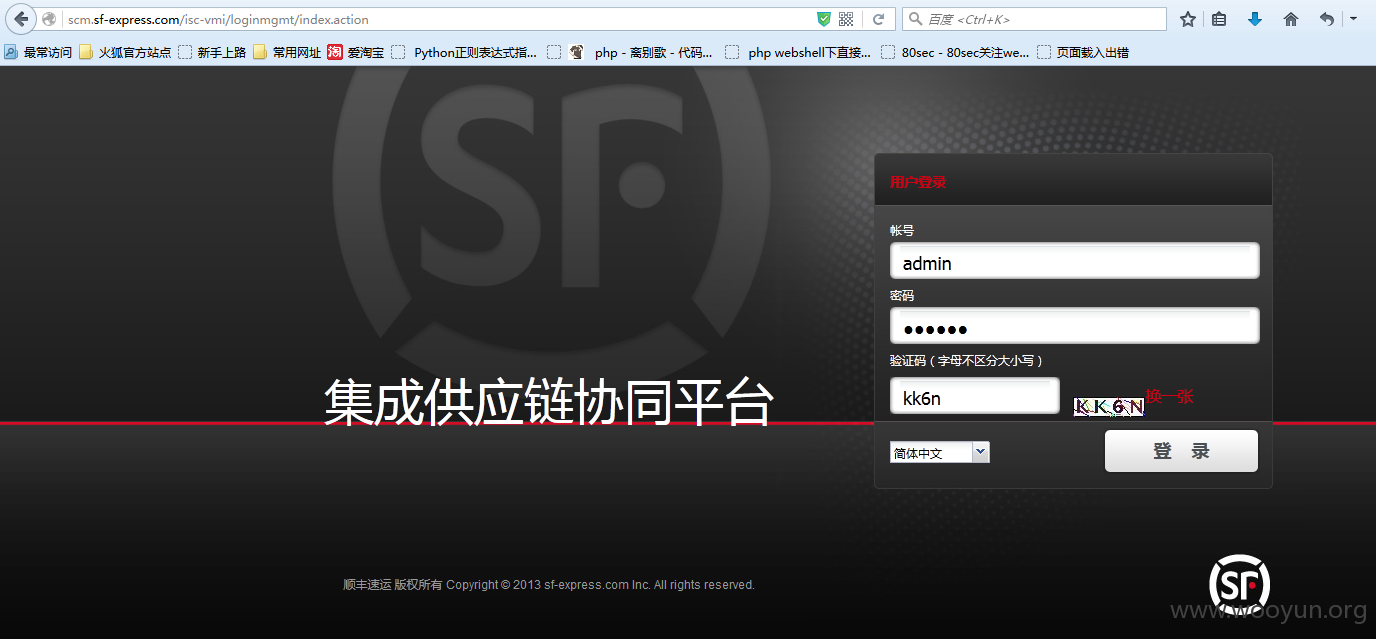 scm.sf-express.com/isc-vmi/loginmgmt/index.action
百度 <Ctrl+K>
最常访问 火狐官方站点 新手上路 常用网址 淘 爱淘宝 Python正则表达式指... php - 离别歌 - 代码... php webshell下直接... 80sec - 80sec关注we... 页面载入出错
SF
用户登录
帐号
admin
密码
●●●●●●
验证码 ( 字母不区分大小写 )
kk6n
KK6N
换一张
集成供应链协同平台
简体中文
登 录
顺丰速运 版权所有 Copyright © 2013 sf-express.com Inc. All rights reserved.
SF
www.wooyun.org